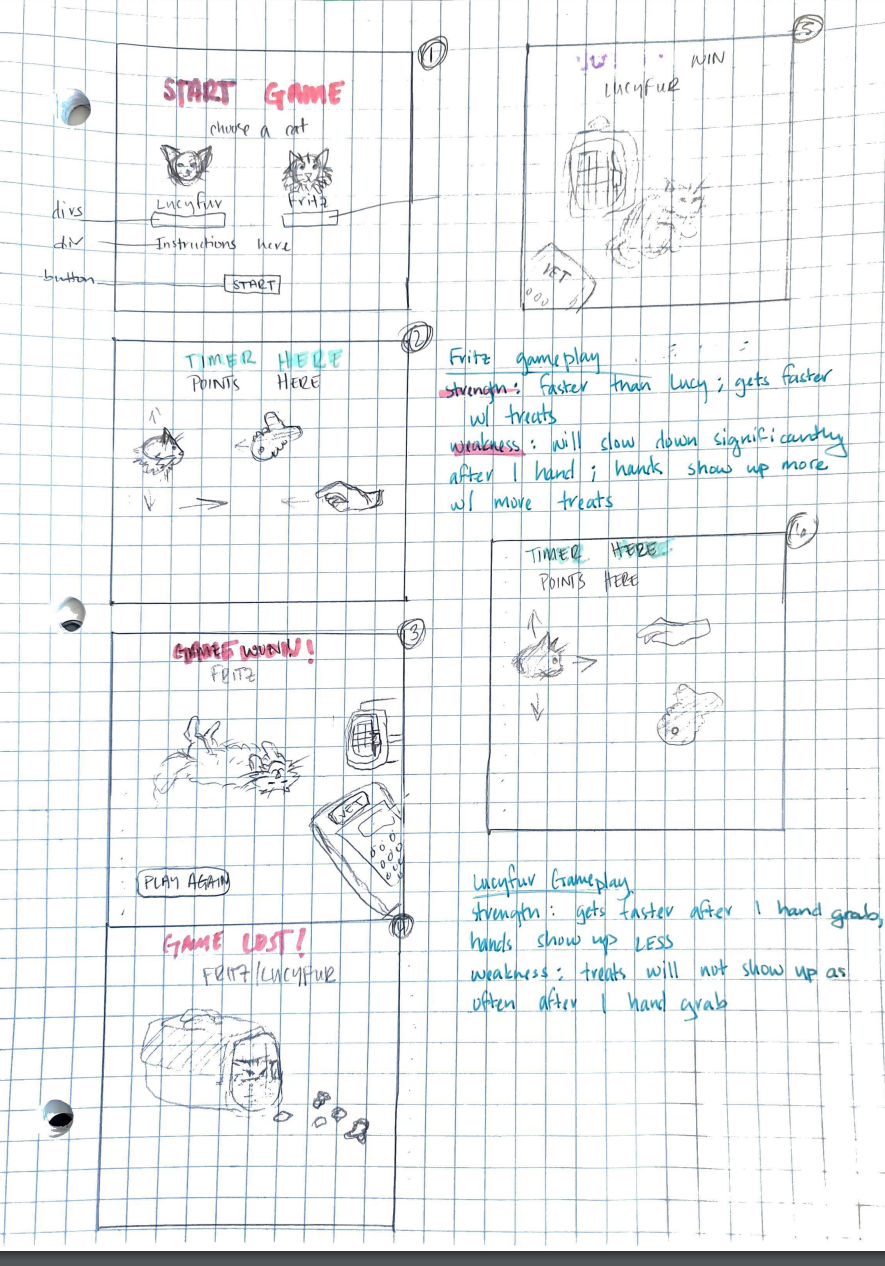 1
START GAME
choose a cat
Lucyfur
Fritz
divs
div
Instructions here
button
START
2
TIMER HERE
POINTS HERE
3
GAME WON!
FRITZ
VET
PLAY AGAIN
4
GAME LOST!
FRITZ/LUCYFUR
5
WIN
LUCYFUR
VET
Fritz gameplay
strength: faster than Lucy; gets faster
w/ treats
weakness: will slow down significantly
after 1 hand; hands show up more
w/ more treats
6
TIMER HERE
POINTS HERE
Lucyfur Gameplay
strength: gets faster after 1 hand grab,
hands show up LESS
weakness: treats will not show up as
often after 1 hand grab